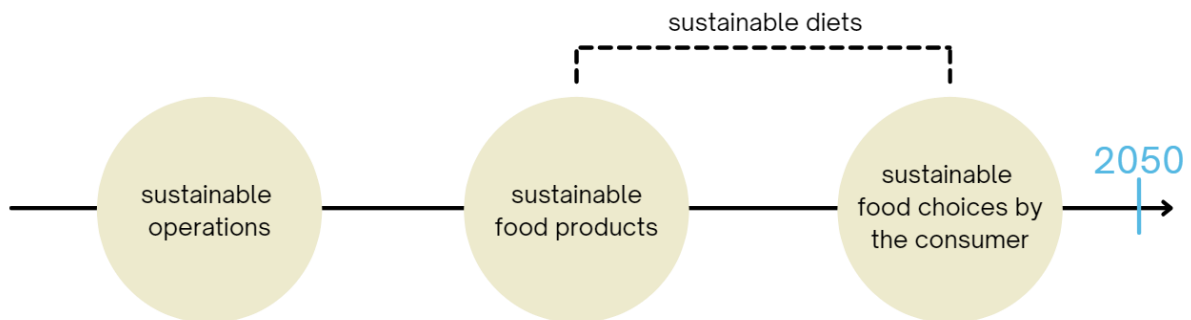 sustainable diets
sustainable
operations
sustainable
food products
sustainable
food choices by
the consumer
2050